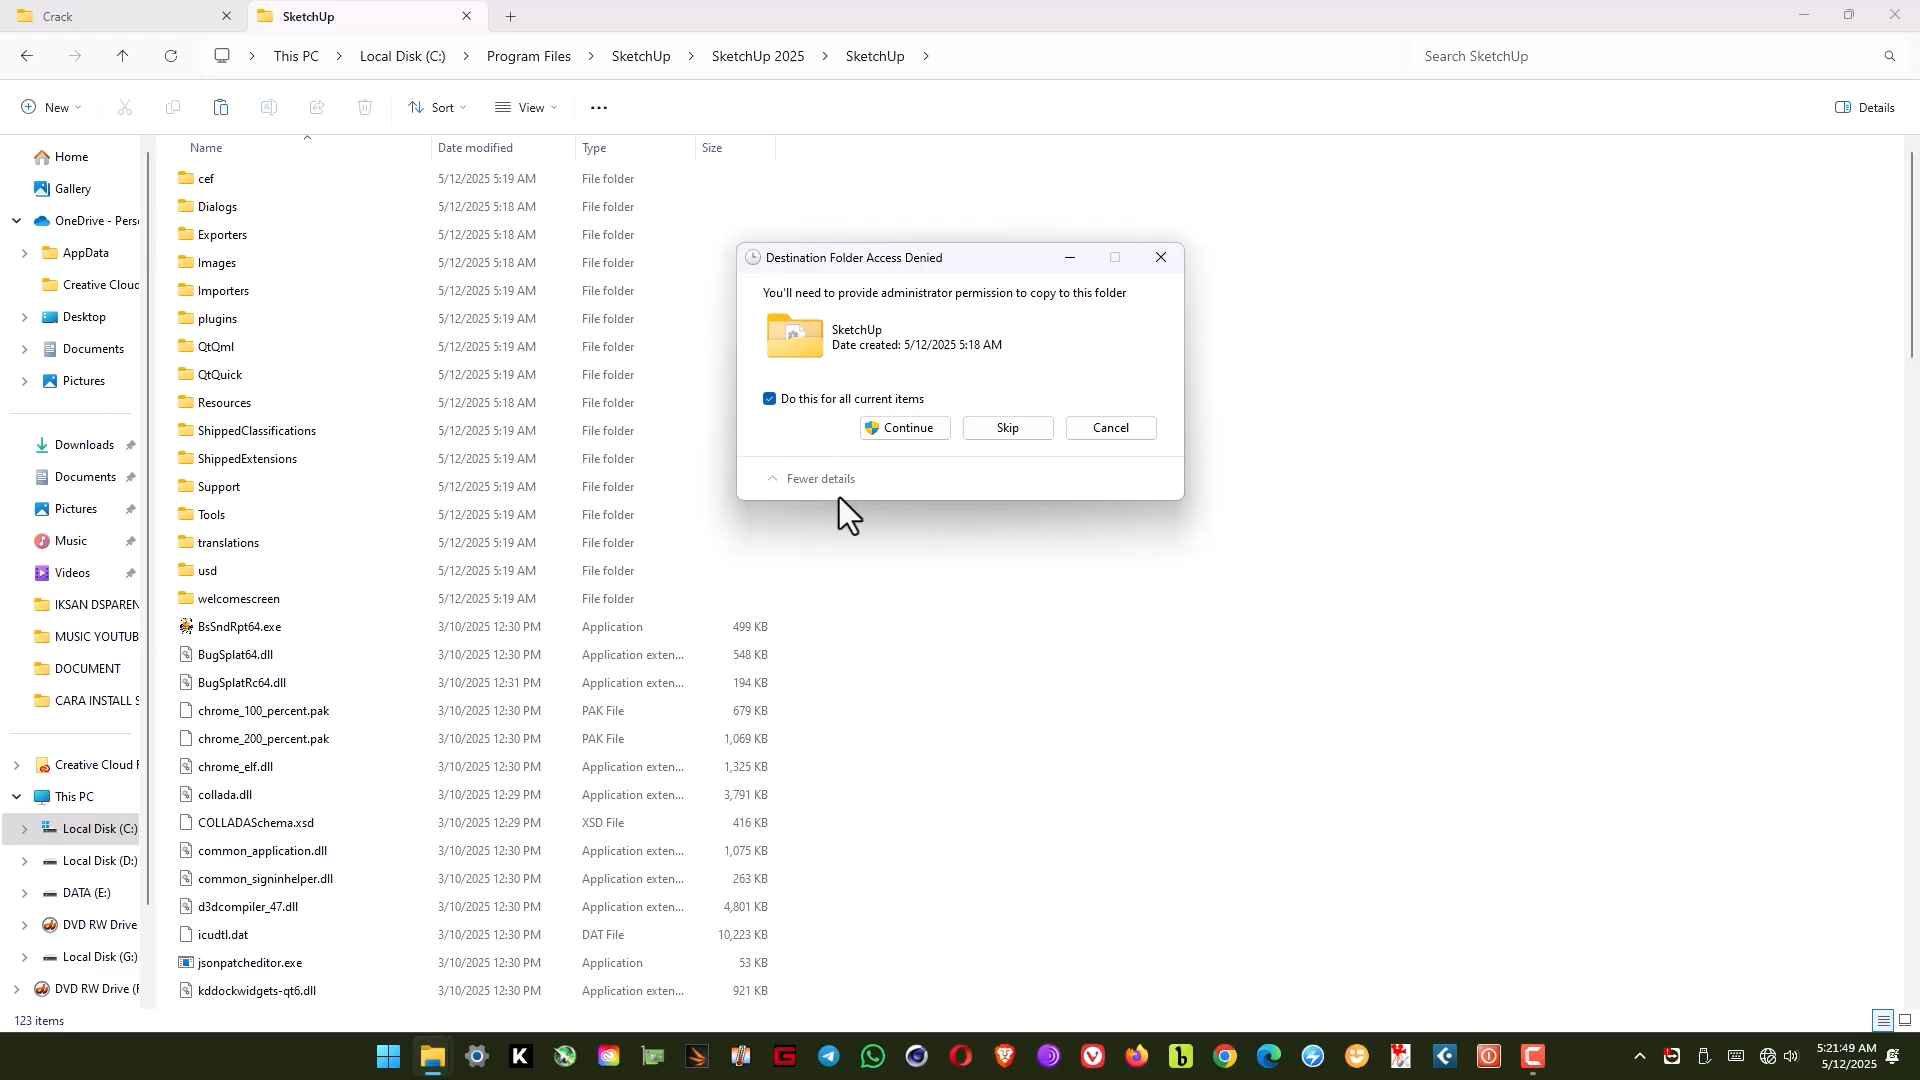 Crack
SketchUp
This PC
Local Disk (C:)
Program Files
SketchUp
SketchUp 2025
SketchUp
Search SketchUp
New
Sort
View
Details
Name
Date modified
Type
Size
Home
Gallery
OneDrive - Pers
AppData
Creative Cloud
Desktop
Documents
Pictures
Downloads
Documents
Pictures
Music
Videos
IKSAN DSPAREN
MUSIC YOUTUB
DOCUMENT
CARA INSTALL S
Creative Cloud F
This PC
Local Disk (C:)
Local Disk (D:)
DATA (E:)
DVD RW Drive
Local Disk (G:)
DVD RW Drive (F
cef 5/12/2025 5:19 AM File folder
Dialogs 5/12/2025 5:18 AM File folder
Exporters 5/12/2025 5:18 AM File folder
Images 5/12/2025 5:18 AM File folder
Importers 5/12/2025 5:19 AM File folder
plugins 5/12/2025 5:19 AM File folder
QtQml 5/12/2025 5:19 AM File folder
QtQuick 5/12/2025 5:19 AM File folder
Resources 5/12/2025 5:18 AM File folder
ShippedClassifications 5/12/2025 5:19 AM File folder
ShippedExtensions 5/12/2025 5:19 AM File folder
Support 5/12/2025 5:19 AM File folder
Tools 5/12/2025 5:19 AM File folder
translations 5/12/2025 5:19 AM File folder
usd 5/12/2025 5:19 AM File folder
welcomescreen 5/12/2025 5:19 AM File folder
BsSndRpt64.exe 3/10/2025 12:30 PM Application 499 KB
BugSplat64.dll 3/10/2025 12:30 PM Application exten... 548 KB
BugSplatRc64.dll 3/10/2025 12:31 PM Application exten... 194 KB
chrome_100_percent.pak 3/10/2025 12:30 PM PAK File 679 KB
chrome_200_percent.pak 3/10/2025 12:30 PM PAK File 1,069 KB
chrome_elf.dll 3/10/2025 12:30 PM Application exten... 1,325 KB
collada.dll 3/10/2025 12:29 PM Application exten... 3,791 KB
COLLADASchema.xsd 3/10/2025 12:29 PM XSD File 416 KB
common_application.dll 3/10/2025 12:30 PM Application exten... 1,075 KB
common_signinhelper.dll 3/10/2025 12:30 PM Application exten... 263 KB
d3dcompiler_47.dll 3/10/2025 12:30 PM Application exten... 4,801 KB
icudtl.dat 3/10/2025 12:30 PM DAT File 10,223 KB
jsonpatcheditor.exe 3/10/2025 12:30 PM Application 53 KB
kddockwidgets-qt6.dll 3/10/2025 12:30 PM Application exten... 921 KB
Destination Folder Access Denied
You'll need to provide administrator permission to copy to this folder
SketchUp
Date created: 5/12/2025 5:18 AM
Do this for all current items
Continue
Skip
Cancel
Fewer details
123 items
5:21:49 AM
5/12/2025